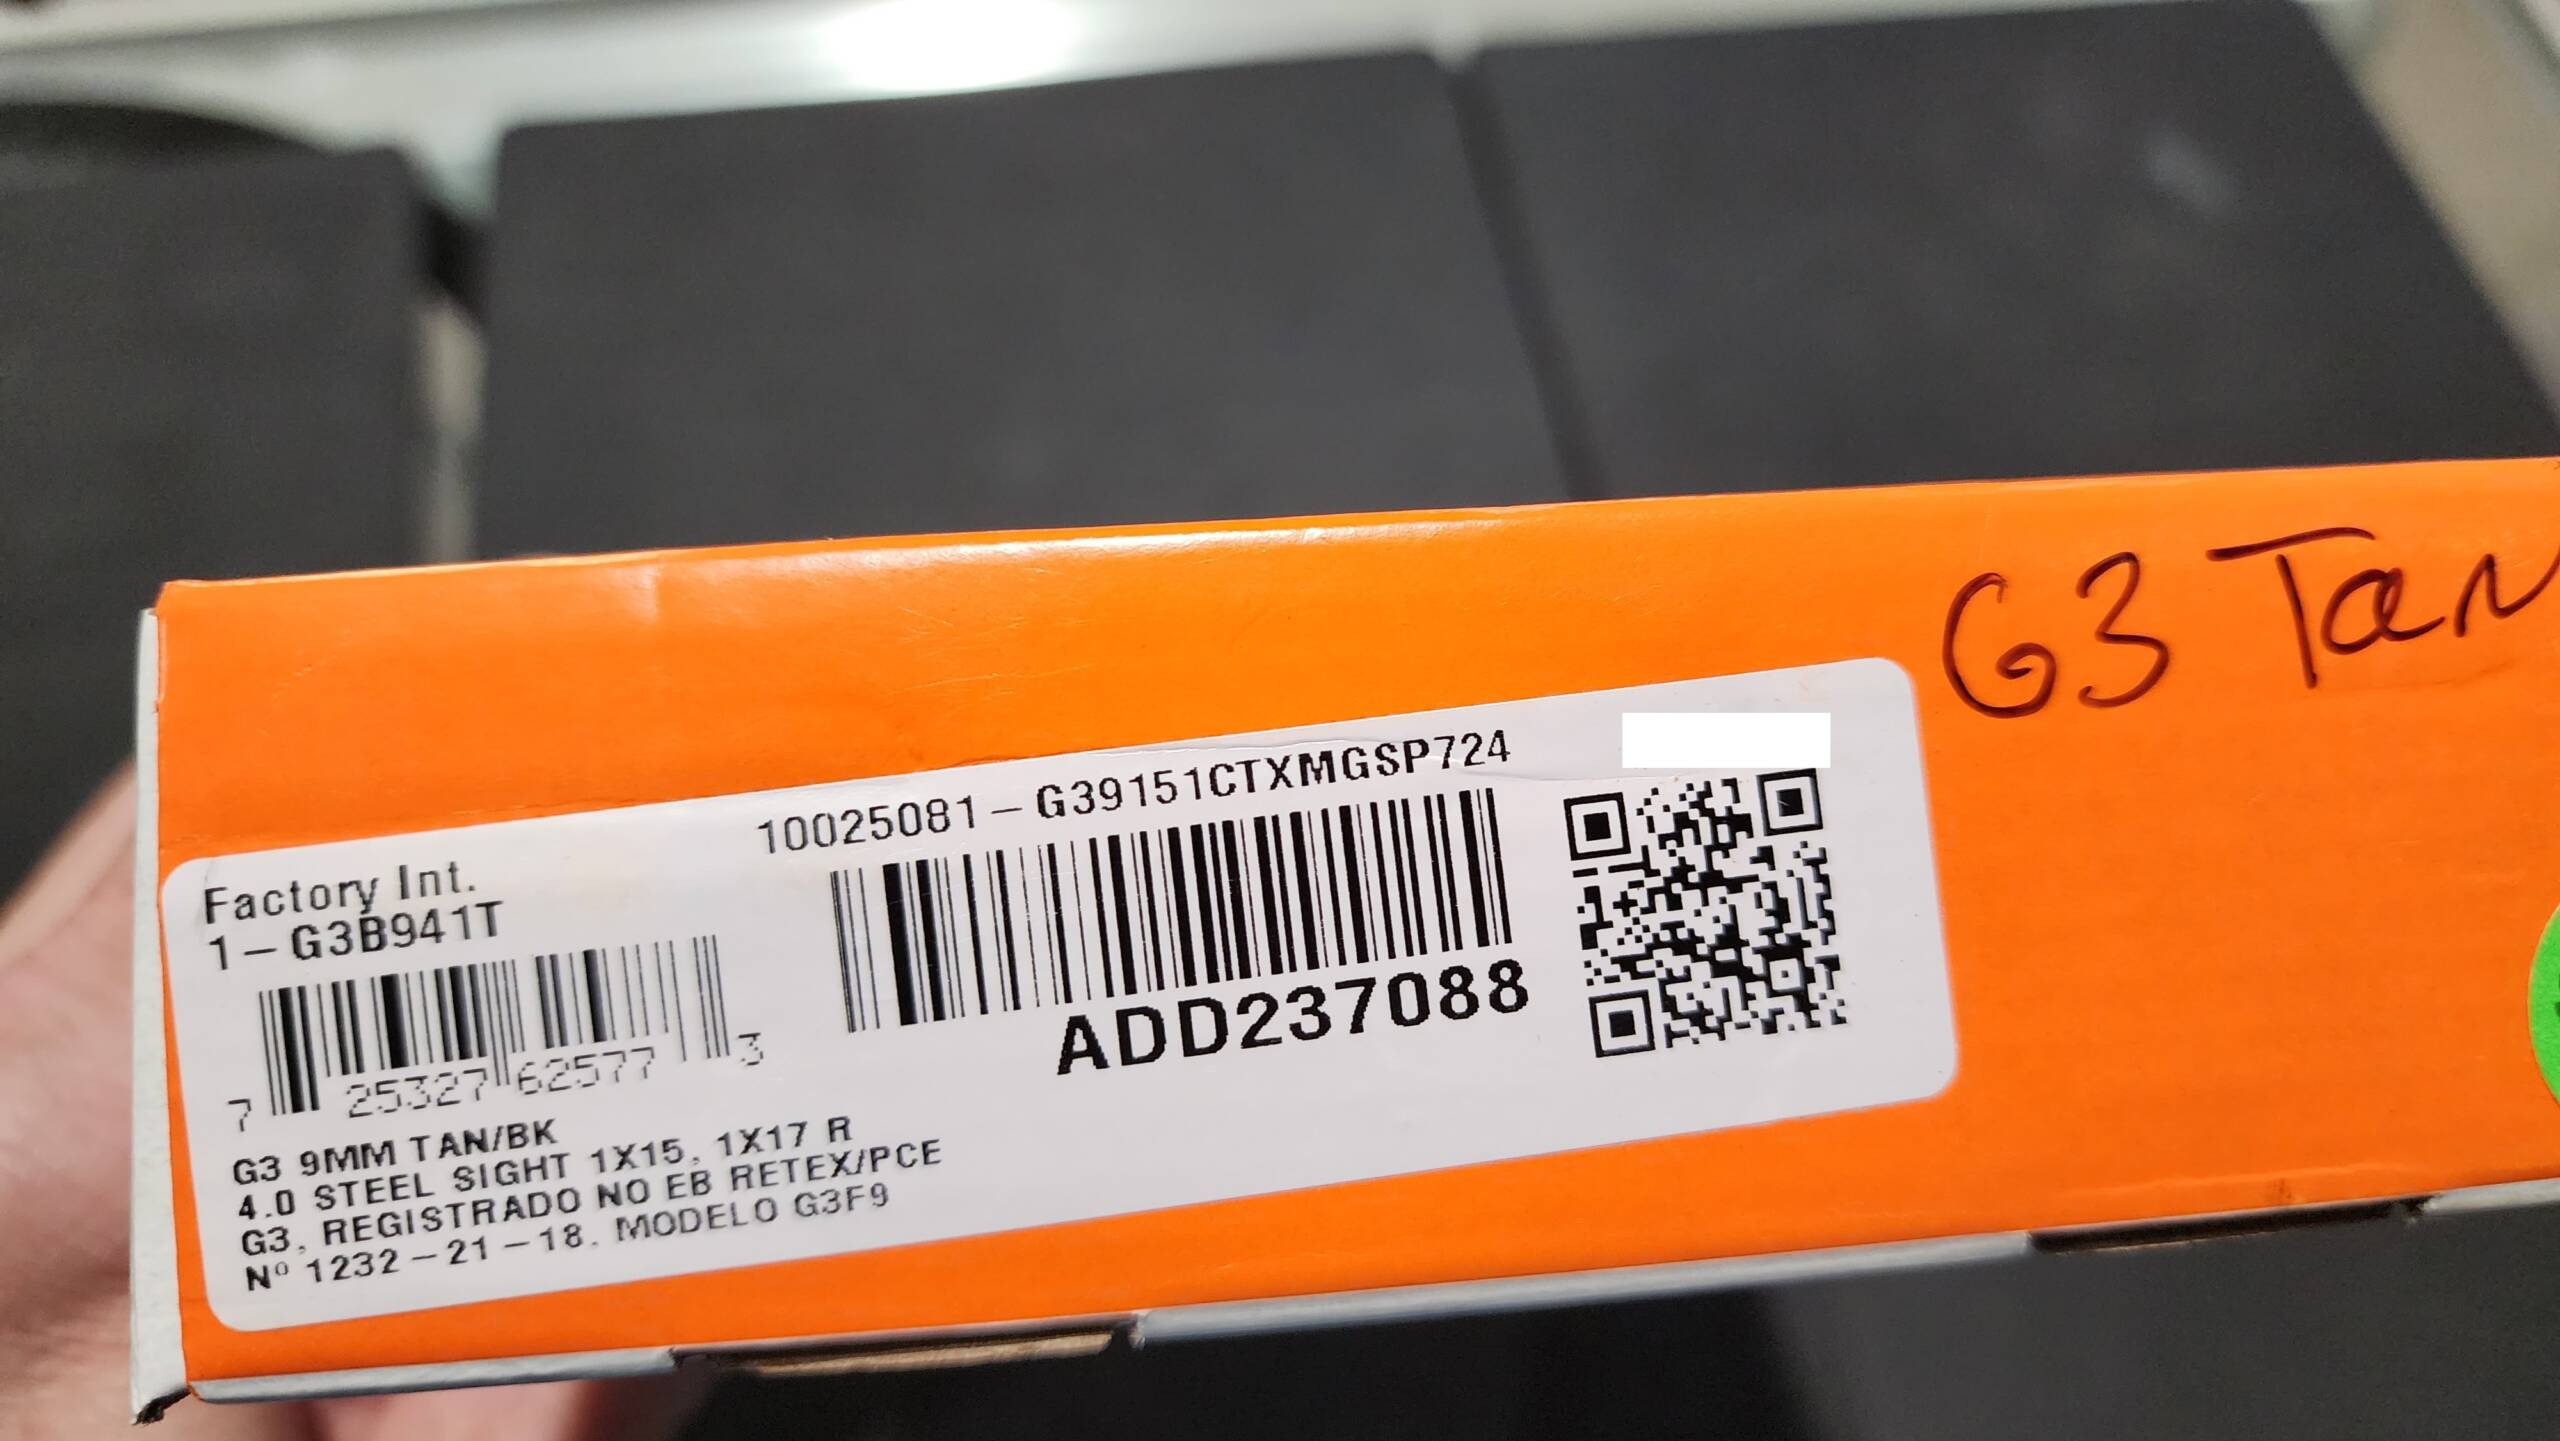 G3 Tan
10025081-G39151CTXMGSP724
Factory Int.
1-G3B941T
ADD237088
7 25327 62577 3
G3 9MM TAN/BK
4.0 STEEL SIGHT 1X15, 1X17 R
G3, REGISTRADO NO EB RETEX/PCE
Nº 1232-21-18. MODELO G3F9